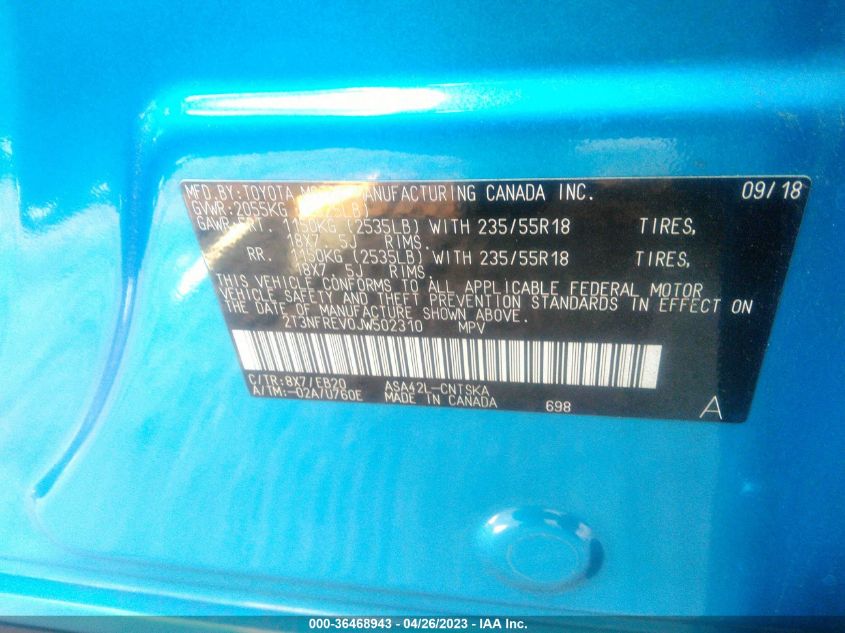 MFD.BY:TOYOTA MOTOR MANUFACTURING CANADA INC. 09/18
GVWR:2055KG
GAWR:FRT. 1150KG (2535LB) WITH 235/55R18 TIRES,
18X7.5J RIMS.
RR. 1150KG (2535LB) WITH 235/55R18 TIRES,
18X7.5J RIMS.
THIS VEHICLE CONFORMS TO ALL APPLICABLE FEDERAL MOTOR
VEHICLE SAFETY AND THEFT PREVENTION STANDARDS IN EFFECT ON
THE DATE OF MANUFACTURE SHOWN ABOVE.
2T3NFREV0JW502310 MPV
C/TR:8X7/EB20 ASA42L-CNTSKA
A/TM:-02A/U760E MADE IN CANADA 698 A
000-36468943 - 04/26/2023 - IAA Inc.